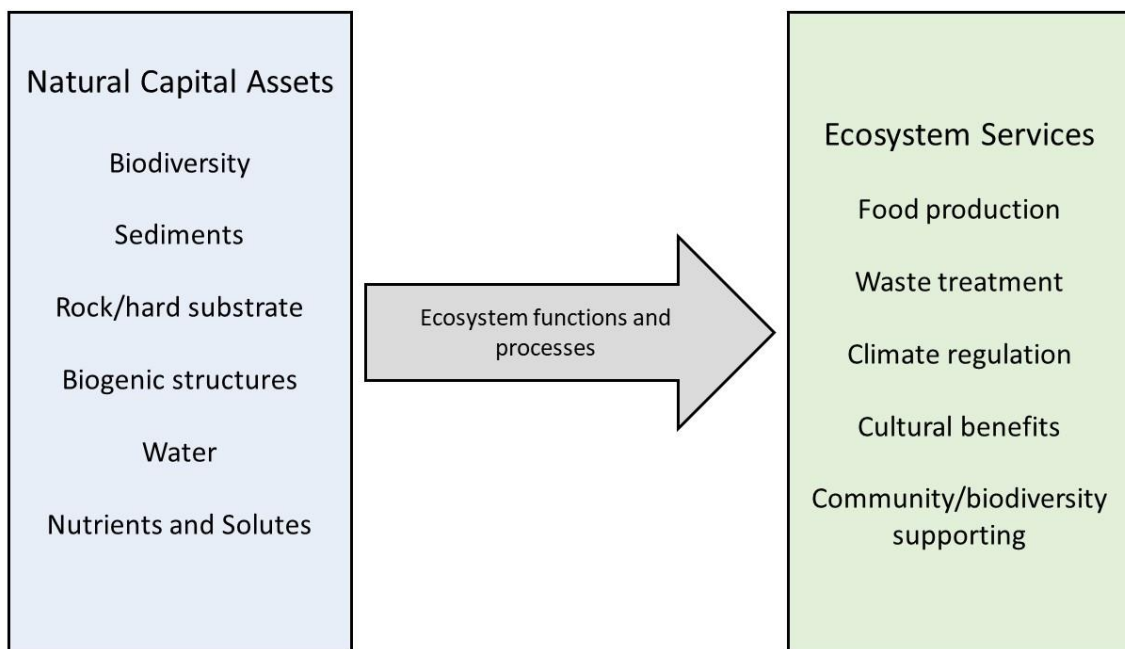 Natural Capital Assets
Biodiversity
Sediments
Rock/hard substrate
Biogenic structures
Water
Nutrients and Solutes
Ecosystem functions and
processes
Ecosystem Services
Food production
Waste treatment
Climate regulation
Cultural benefits
Community/biodiversity
supporting